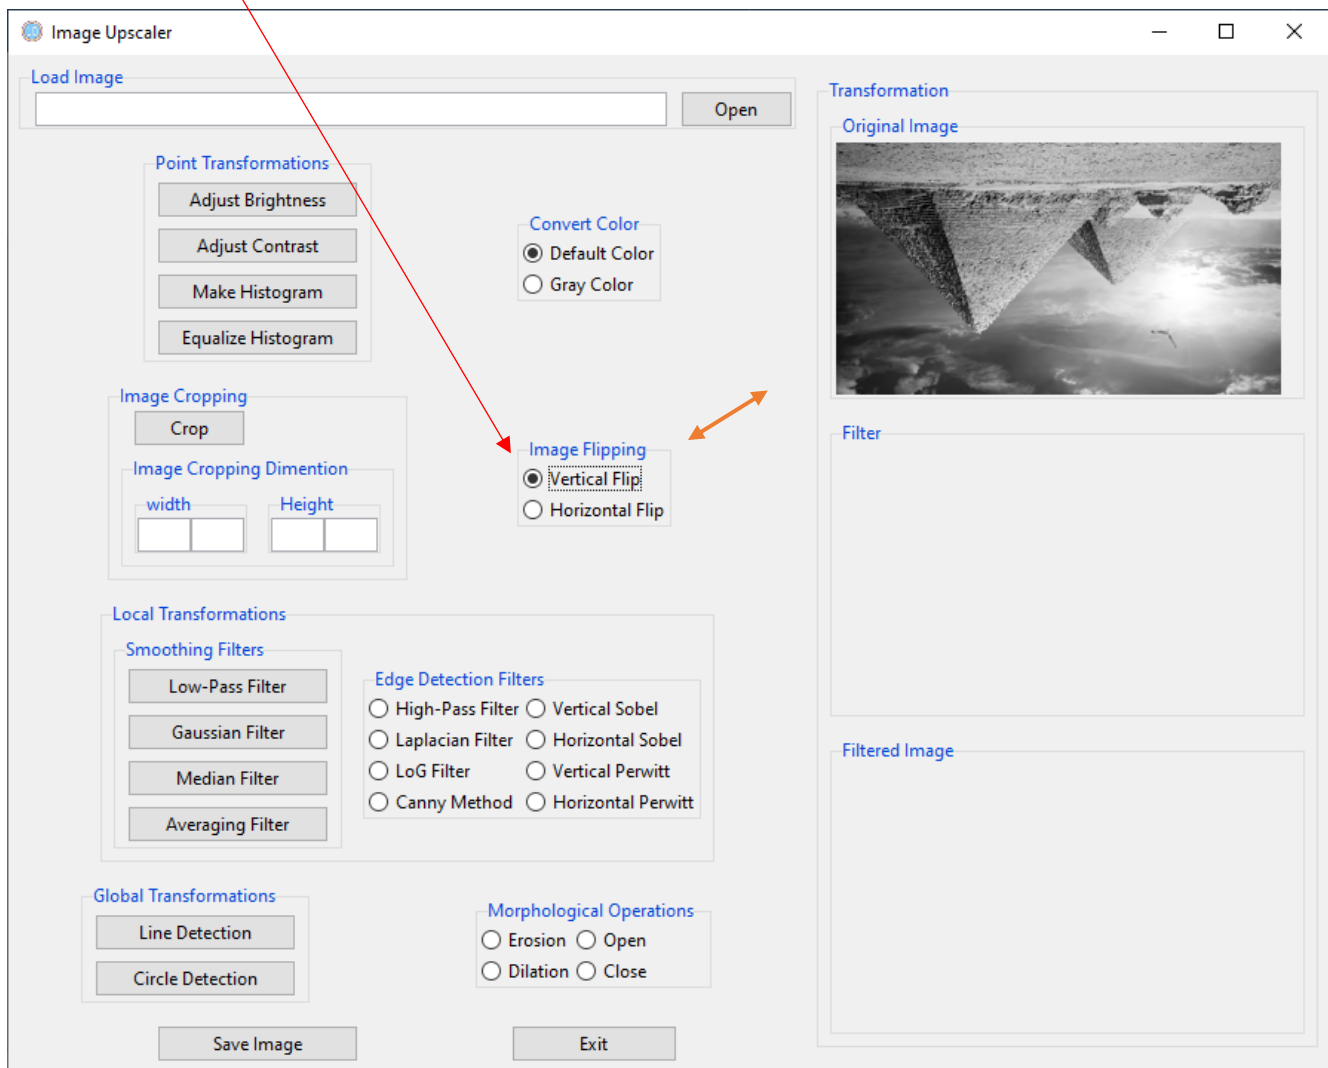 Image Upscaler
Load Image
Open
Point Transformations
Adjust Brightness
Adjust Contrast
Make Histogram
Equalize Histogram
Convert Color
Default Color
Gray Color
Image Cropping
Crop
Image Cropping Dimention
width
Height
Image Flipping
Vertical Flip
Horizontal Flip
Local Transformations
Smoothing Filters
Low-Pass Filter
Gaussian Filter
Median Filter
Averaging Filter
Edge Detection Filters
High-Pass Filter Vertical Sobel
Laplacian Filter Horizontal Sobel
LoG Filter Vertical Perwitt
Canny Method Horizontal Perwitt
Global Transformations
Line Detection
Circle Detection
Morphological Operations
Erosion Open
Dilation Close
Save Image
Exit
Transformation
Original Image
Filter
Filtered Image